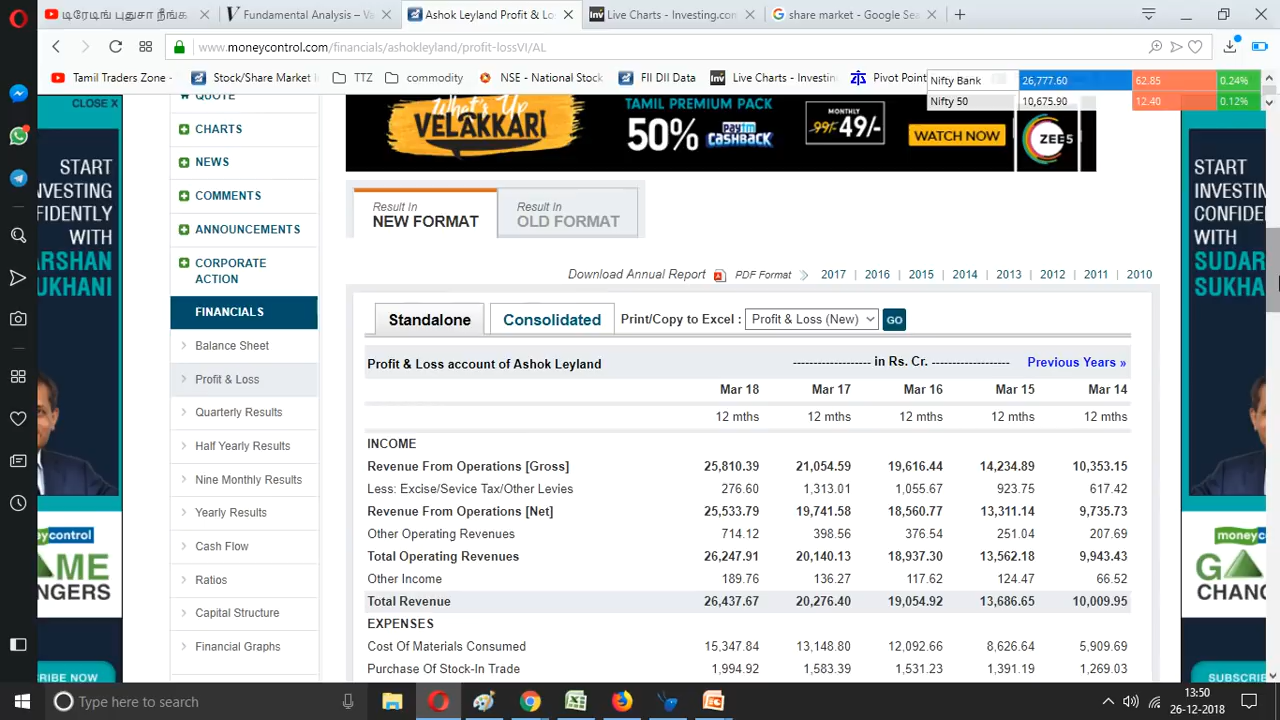 டிரேடிங் புதுசா நீங்க
Fundamental Analysis – Va
Ashok Leyland Profit & Los
Live Charts - Investing.com
share market - Google Sea
www.moneycontrol.com/financials/ashokleyland/profit-lossVI/AL
Tamil Traders Zone -
Stock/Share Market I
TTZ
commodity
NSE - National Stock
FII DII Data
Live Charts - Investin
Pivot Poin
Nifty Bank 26,777.60 62.85 0.24%
Nifty 50 10,675.90 12.40 0.12%
CLOSE X
START
NVESTING
FIDENTLY
WITH
ARSHAN
UKHANI
neycontrol
AME
NGERS
RIBE NOW
QUOTE
CHARTS
NEWS
COMMENTS
ANNOUNCEMENTS
CORPORATE
ACTION
FINANCIALS
Balance Sheet
Profit & Loss
Quarterly Results
Half Yearly Results
Nine Monthly Results
Yearly Results
Cash Flow
Ratios
Capital Structure
Financial Graphs
What's Up
VELAKKARI
TAMIL PREMIUM PACK
50% paytm CASHBACK
MONTHLY
99/- 49/-
WATCH NOW
ZEE5
Result In
NEW FORMAT
Result In
OLD FORMAT
Download Annual Report PDF Format 2017 2016 2015 2014 2013 2012 2011 2010
Standalone Consolidated Print/Copy to Excel : Profit & Loss (New) GO
Profit & Loss account of Ashok Leyland ------------------- in Rs. Cr. ------------------- Previous Years »
Mar 18 Mar 17 Mar 16 Mar 15 Mar 14
12 mths 12 mths 12 mths 12 mths 12 mths
INCOME
Revenue From Operations [Gross] 25,810.39 21,054.59 19,616.44 14,234.89 10,353.15
Less: Excise/Sevice Tax/Other Levies 276.60 1,313.01 1,055.67 923.75 617.42
Revenue From Operations [Net] 25,533.79 19,741.58 18,560.77 13,311.14 9,735.73
Other Operating Revenues 714.12 398.56 376.54 251.04 207.69
Total Operating Revenues 26,247.91 20,140.13 18,937.30 13,562.18 9,943.43
Other Income 189.76 136.27 117.62 124.47 66.52
Total Revenue 26,437.67 20,276.40 19,054.92 13,686.65 10,009.95
EXPENSES
Cost Of Materials Consumed 15,347.84 13,148.80 12,092.66 8,626.64 5,909.69
Purchase Of Stock-In Trade 1,994.92 1,583.39 1,531.23 1,391.19 1,269.03
START
INVESTIN
CONFIDEN
WITH
SUDAR
SUKHA
moneyc
GA
CHAN
SUBSCRIB
Type here to search
13:50
26-12-2018